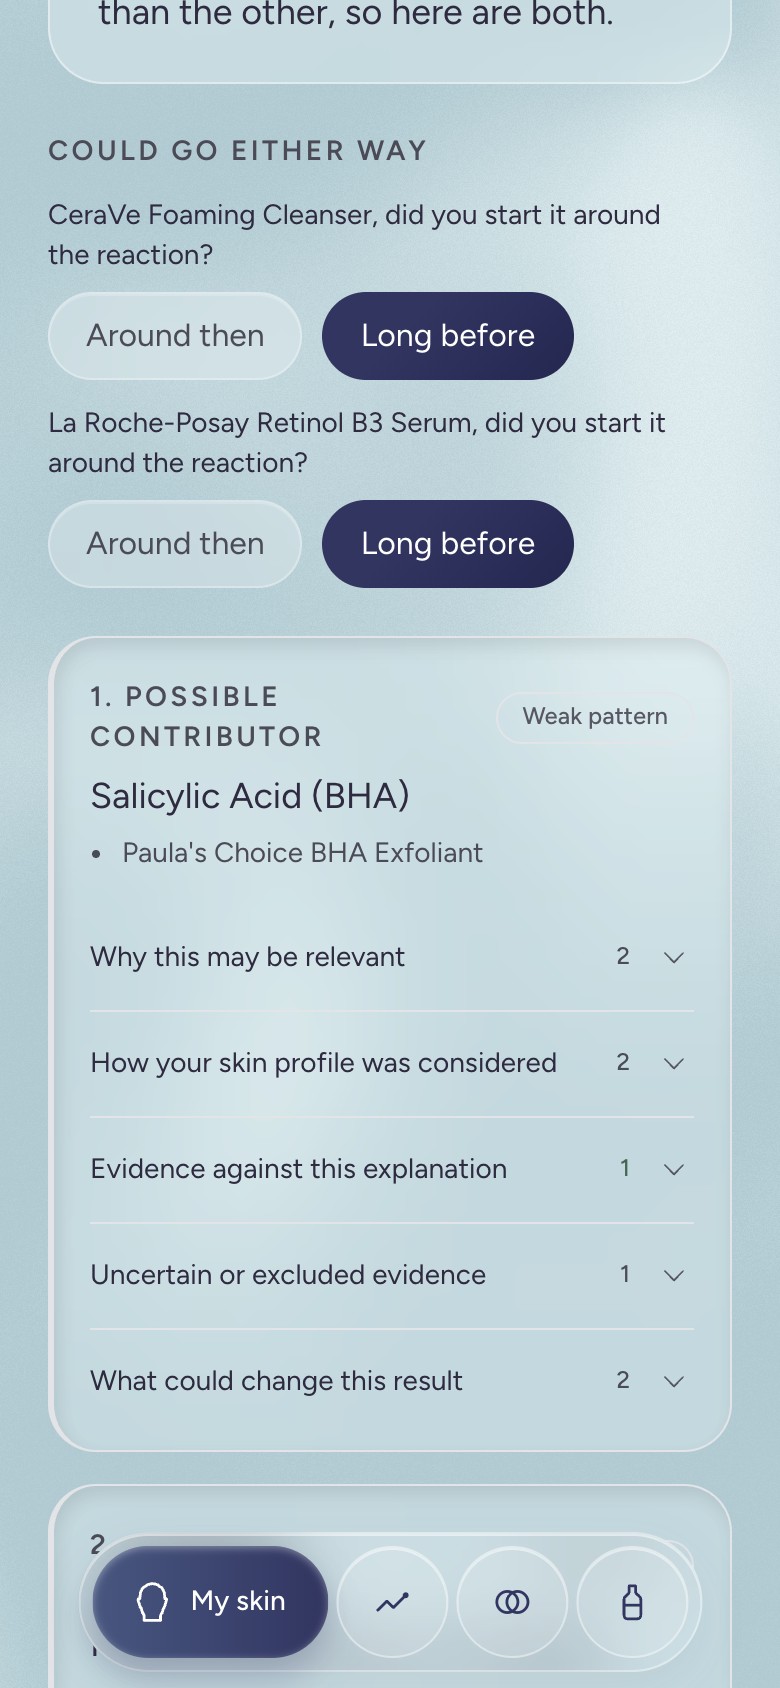 than the other, so here are both.
COULD GO EITHER WAY
CeraVe Foaming Cleanser, did you start it around
the reaction?
Around then
Long before
La Roche-Posay Retinol B3 Serum, did you start it
around the reaction?
Around then
Long before
1. POSSIBLE
CONTRIBUTOR
Weak pattern
Salicylic Acid (BHA)
• Paula's Choice BHA Exfoliant
Why this may be relevant 2
How your skin profile was considered 2
Evidence against this explanation 1
Uncertain or excluded evidence 1
What could change this result 2
2
My skin